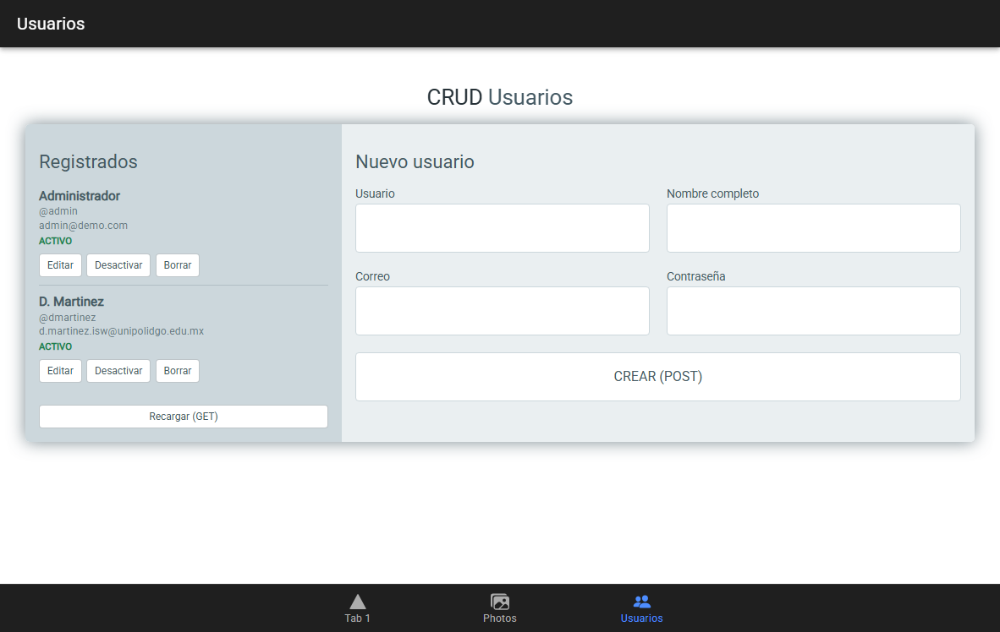 Usuarios
CRUD Usuarios
Registrados
Administrador
@admin
admin@demo.com
ACTIVO
Editar Desactivar Borrar
D. Martinez
@dmartinez
d.martinez.isw@unipolidgo.edu.mx
ACTIVO
Editar Desactivar Borrar
Recargar (GET)
Nuevo usuario
Usuario Nombre completo
Correo Contraseña
CREAR (POST)
Tab 1 Photos Usuarios